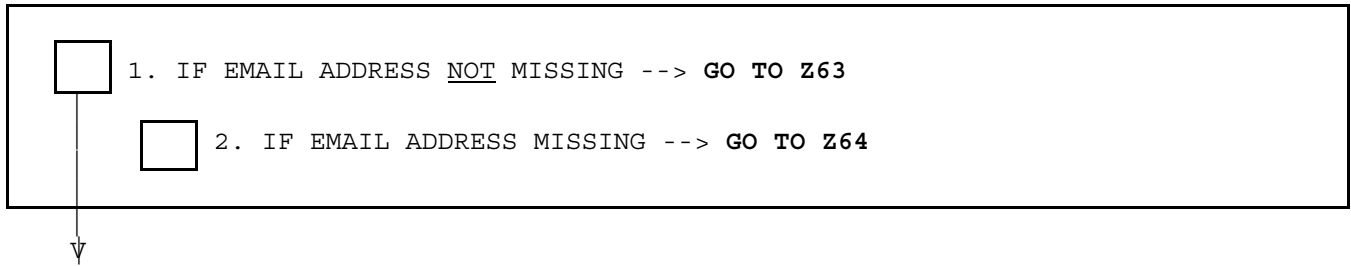 1. IF EMAIL ADDRESS NOT MISSING --> GO TO Z63
2. IF EMAIL ADDRESS MISSING --> GO TO Z64